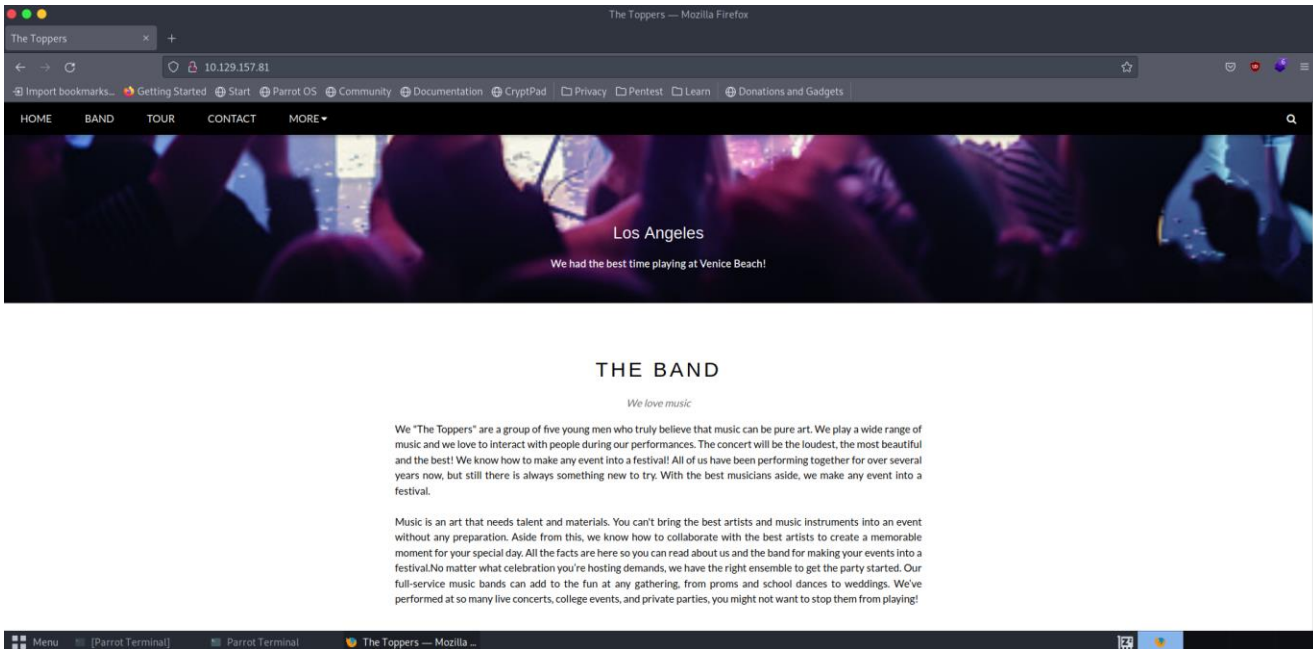 The Toppers — Mozilla Firefox
The Toppers × +
10.129.157.81
Import bookmarks... Getting Started Start Parrot OS Community Documentation CryptPad Privacy Pentest Learn Donations and Gadgets
HOME BAND TOUR CONTACT MORE
Los Angeles
We had the best time playing at Venice Beach!
THE BAND
We love music
We "The Toppers" are a group of five young men who truly believe that music can be pure art. We play a wide range of
music and we love to interact with people during our performances. The concert will be the loudest, the most beautiful
and the best! We know how to make any event into a festival! All of us have been performing together for over several
years now, but still there is always something new to try. With the best musicians aside, we make any event into a
festival.
Music is an art that needs talent and materials. You can't bring the best artists and music instruments into an event
without any preparation. Aside from this, we know how to collaborate with the best artists to create a memorable
moment for your special day. All the facts are here so you can read about us and the band for making your events into a
festival.No matter what celebration you're hosting demands, we have the right ensemble to get the party started. Our
full-service music bands can add to the fun at any gathering, from proms and school dances to weddings. We've
performed at so many live concerts, college events, and private parties, you might not want to stop them from playing!
Menu [Parrot Terminal] Parrot Terminal The Toppers — Mozilla ...